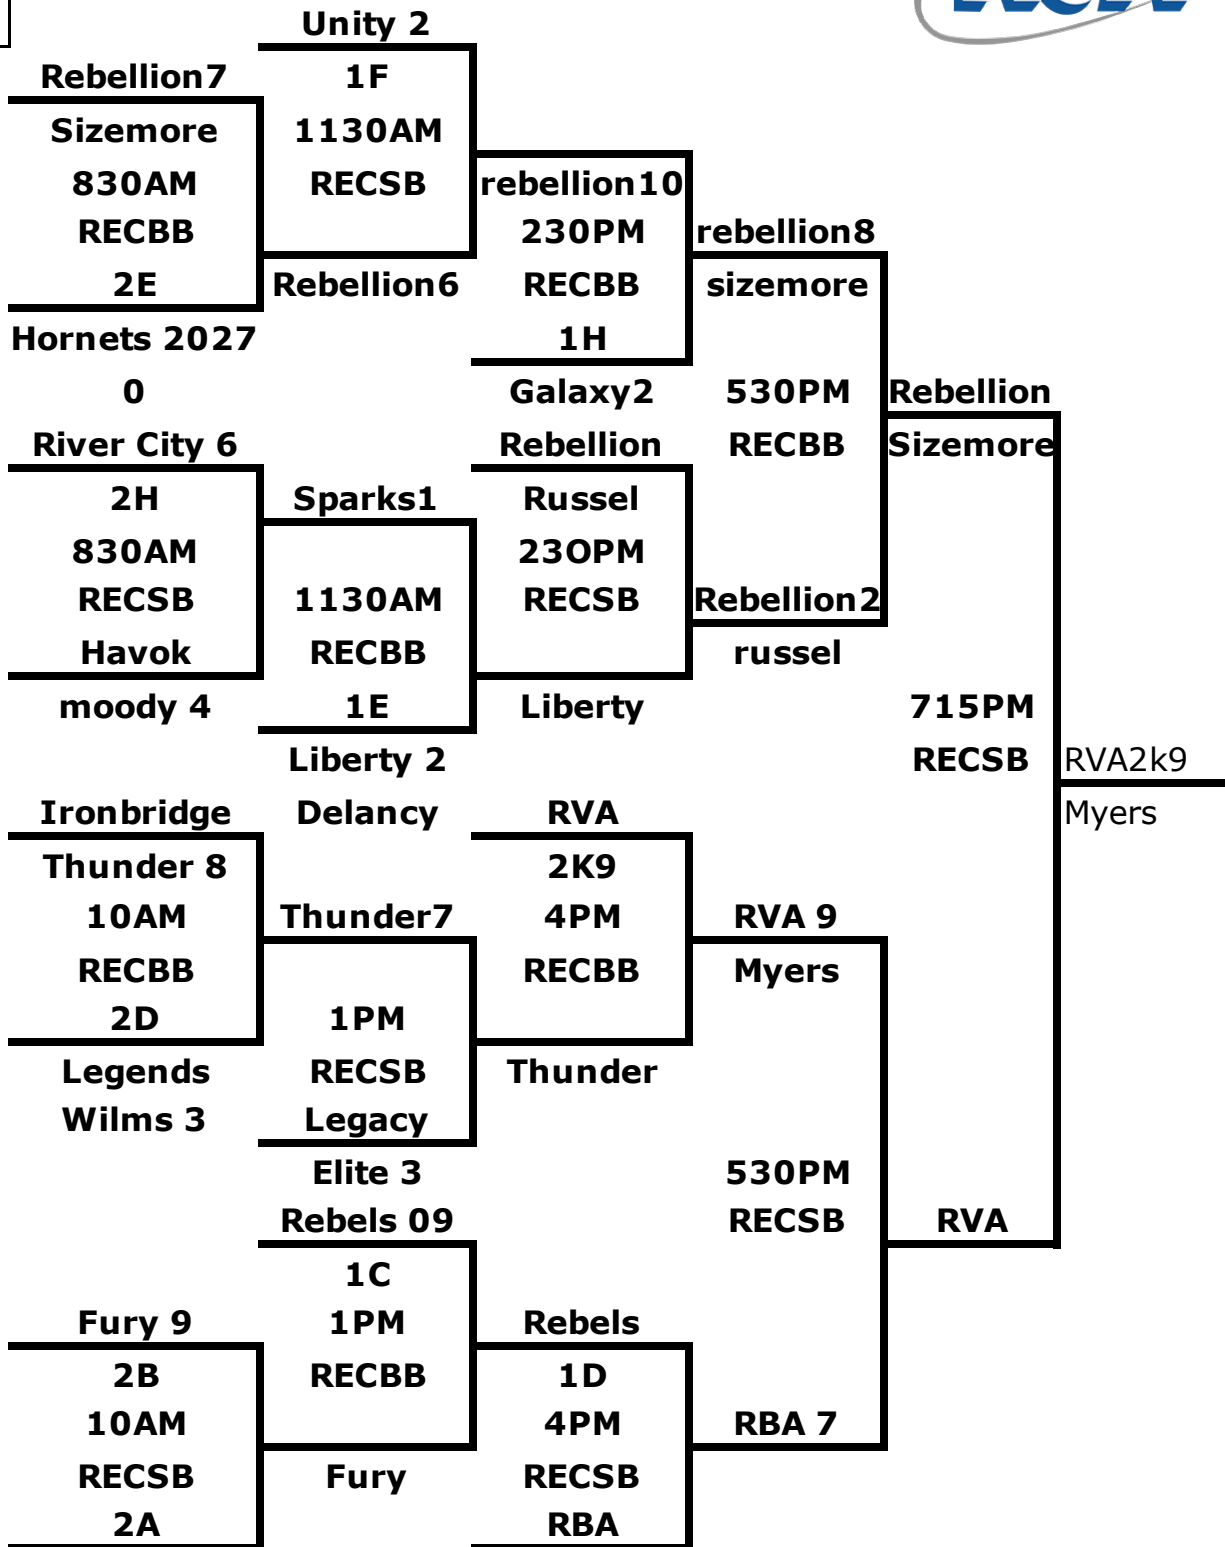 Unity 2
Rebellion7 1F
Sizemore 1130AM
830AM RECSB rebellion10
RECBB 230PM rebellion8
2E Rebellion6 RECBB sizemore
Hornets 2027 1H
0 Galaxy2 530PM Rebellion
River City 6 Rebellion RECBB Sizemore
2H Sparks1 Russel
830AM 23OPM
RECSB 1130AM RECSB Rebellion2
Havok RECBB russel
moody 4 1E Liberty 715PM
Liberty 2 RECSB RVA2k9
Ironbridge Delancy RVA Myers
Thunder 8 2K9
10AM Thunder7 4PM RVA 9
RECBB RECBB Myers
2D 1PM
Legends RECSB Thunder
Wilms 3 Legacy
Elite 3 530PM
Rebels 09 RECSB RVA
1C
Fury 9 1PM Rebels
2B RECBB 1D
10AM 4PM RBA 7
RECSB Fury RECSB
2A RBA